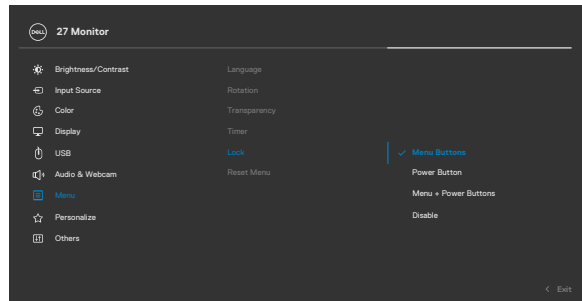 DELL 27 Monitor
Brightness/Contrast
Input Source
Color
Display
USB
Audio & Webcam
Menu
Personalize
Others
Language
Rotation
Transparency
Timer
Lock
Reset Menu
Menu Buttons
Power Button
Menu + Power Buttons
Disable
Exit